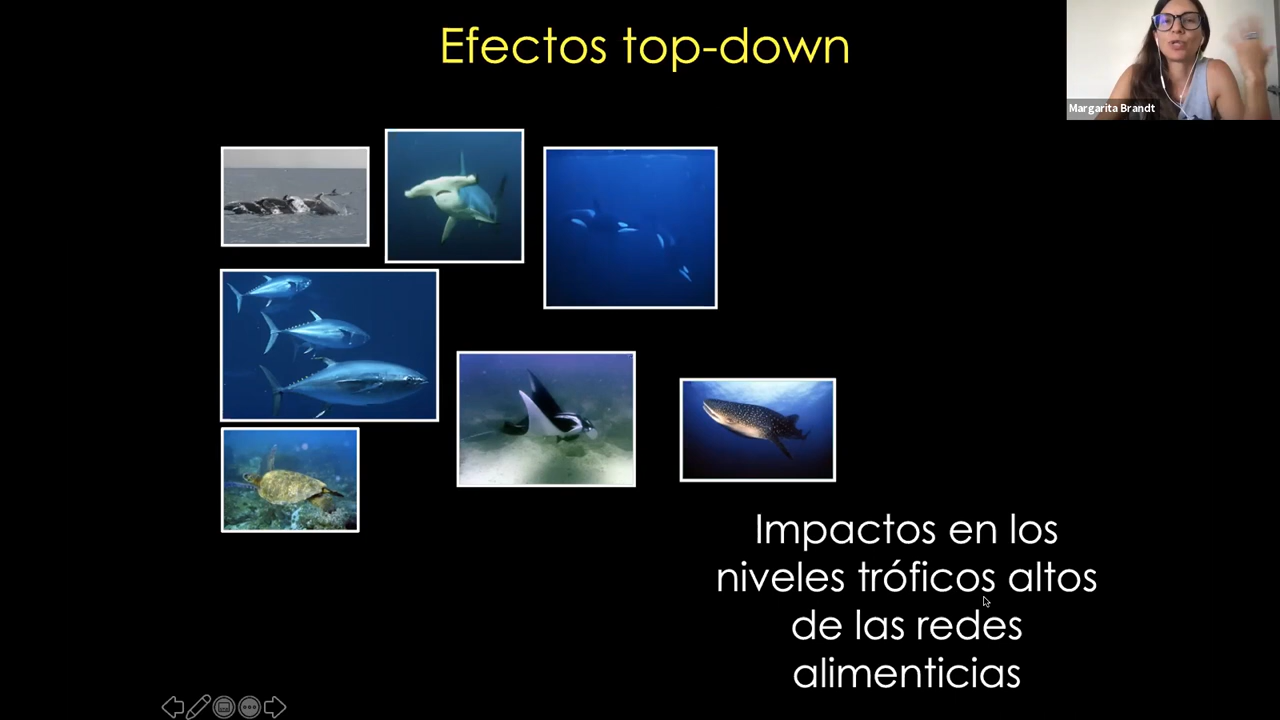 Efectos top-down
Margarita Brandt
Impactos en los
niveles tróficos altos
de las redes
alimenticias